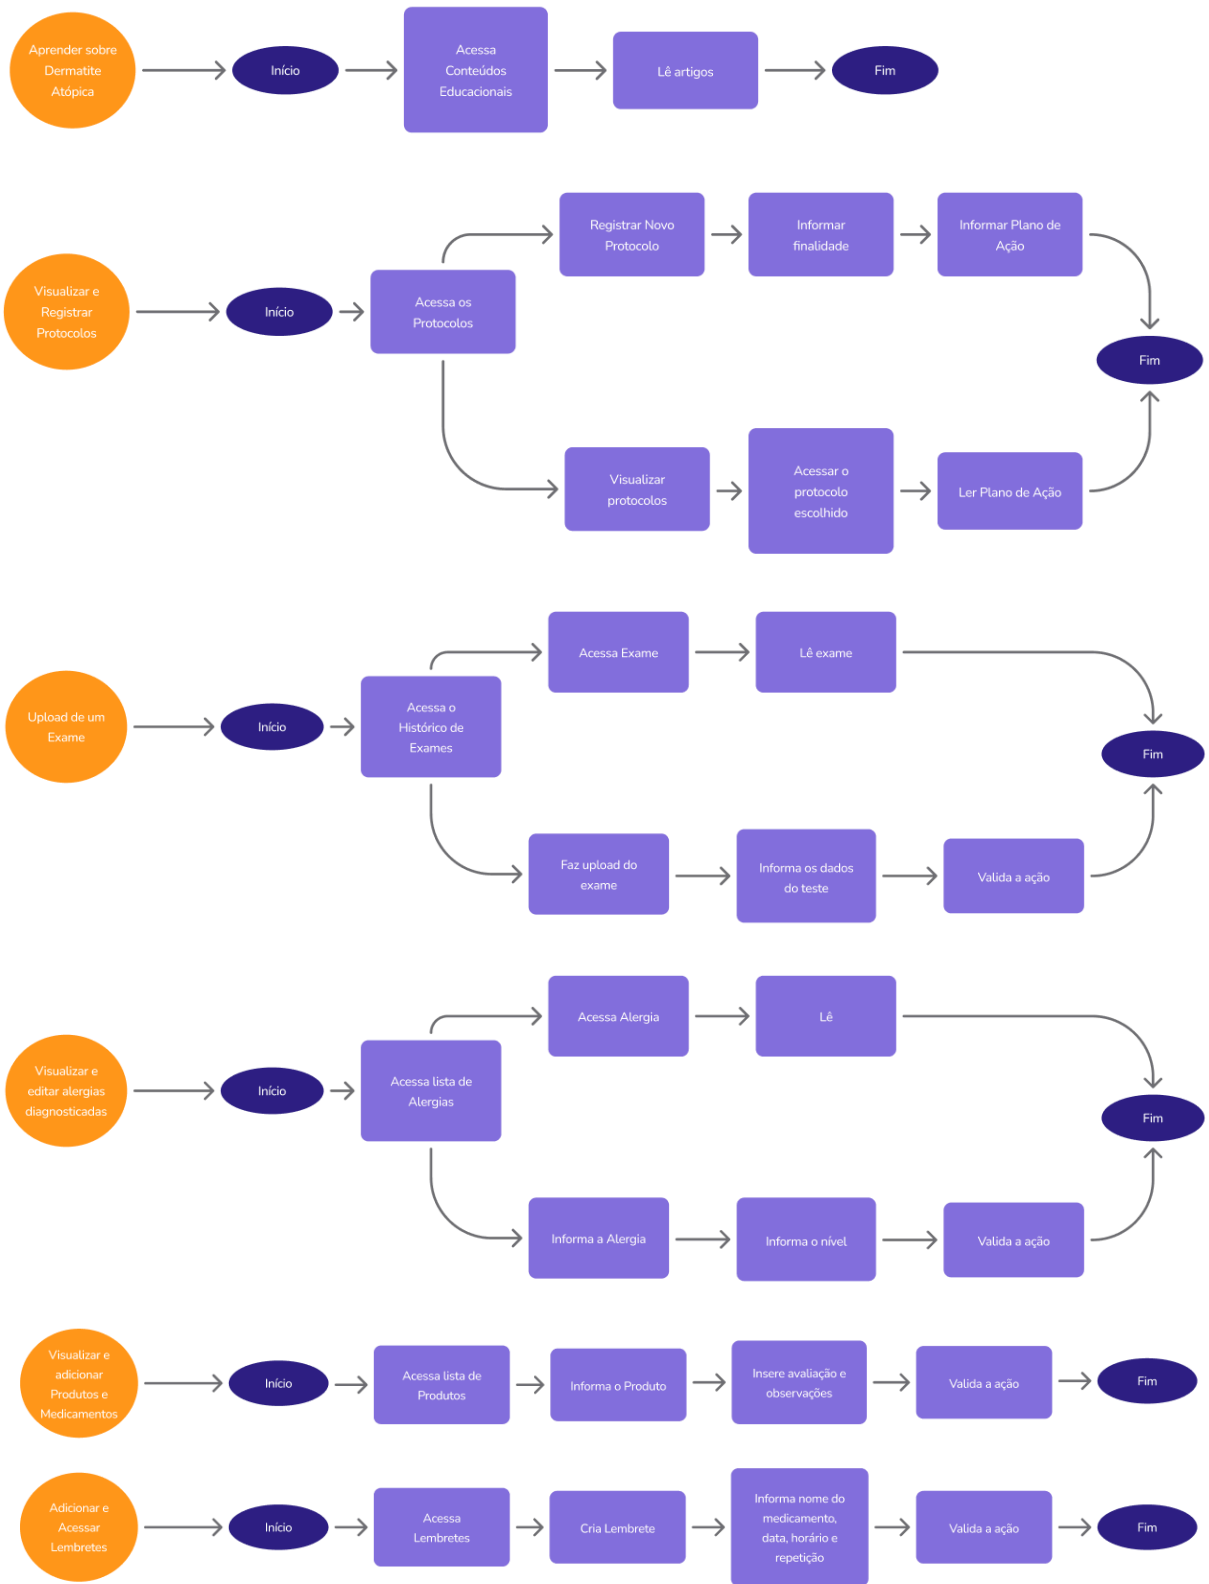 Aprender sobre
Dermatite
Atópica
Início
Acessa
Conteúdos
Educacionais
Lê artigos
Fim
Visualizar e
Registrar
Protocolos
Início
Acessa os
Protocolos
Registrar Novo
Protocolo
Informar
finalidade
Informar Plano de
Ação
Visualizar
protocolos
Acessar o
protocolo
escolhido
Ler Plano de Ação
Fim
Upload de um
Exame
Início
Acessa o
Histórico de
Exames
Acessa Exame
Lê exame
Faz upload do
exame
Informa os dados
do teste
Valida a ação
Fim
Visualizar e
editar alergias
diagnosticadas
Início
Acessa lista de
Alergias
Acessa Alergia
Lê
Informa a Alergia
Informa o nível
Valida a ação
Fim
Visualizar e
adicionar
Produtos e
Medicamentos
Início
Acessa lista de
Produtos
Informa o Produto
Insere avaliação e
observações
Valida a ação
Fim
Adicionar e
Acessar
Lembretes
Início
Acessa
Lembretes
Cria Lembrete
Informa nome do
medicamento,
data, horário e
repetição
Valida a ação
Fim